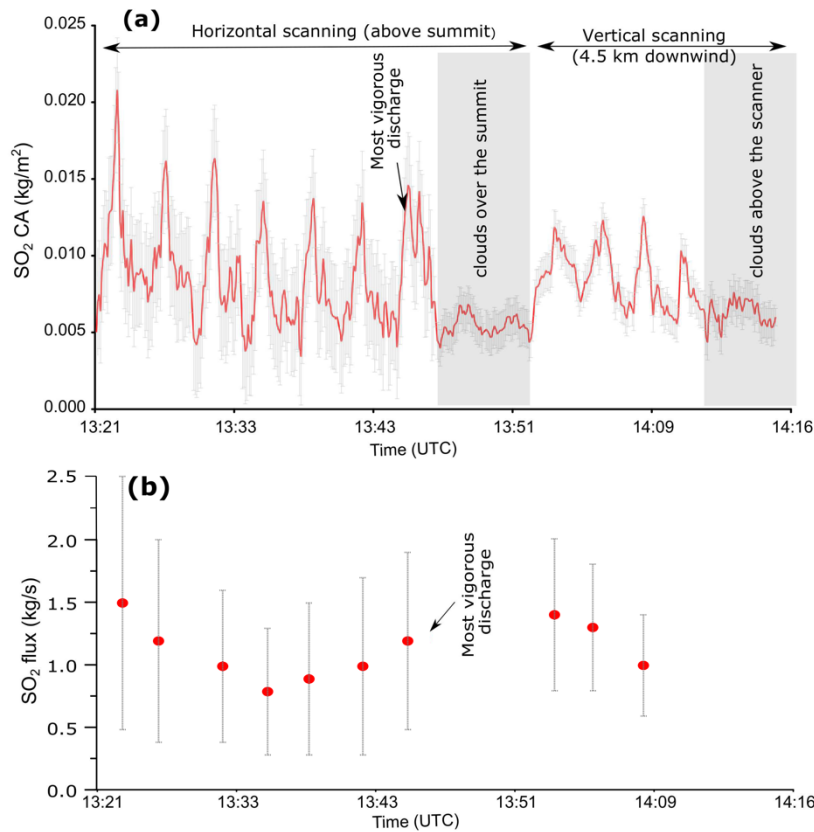 (a)
Horizontal scanning (above summit)
Vertical scanning
(4.5 km downwind)
0.025
0.020
0.015
0.010
0.005
0.000
SO₂ CA (kg/m²)
Most vigorous
discharge
clouds over the summit
clouds above the scanner
13:21
13:33
13:43
13:51
14:09
14:16
Time (UTC)
(b)
2.5
2.0
1.5
1.0
0.5
0.0
SO₂ flux (kg/s)
Most vigorous
discharge
13:21
13:33
13:43
13:51
14:09
14:16
Time (UTC)